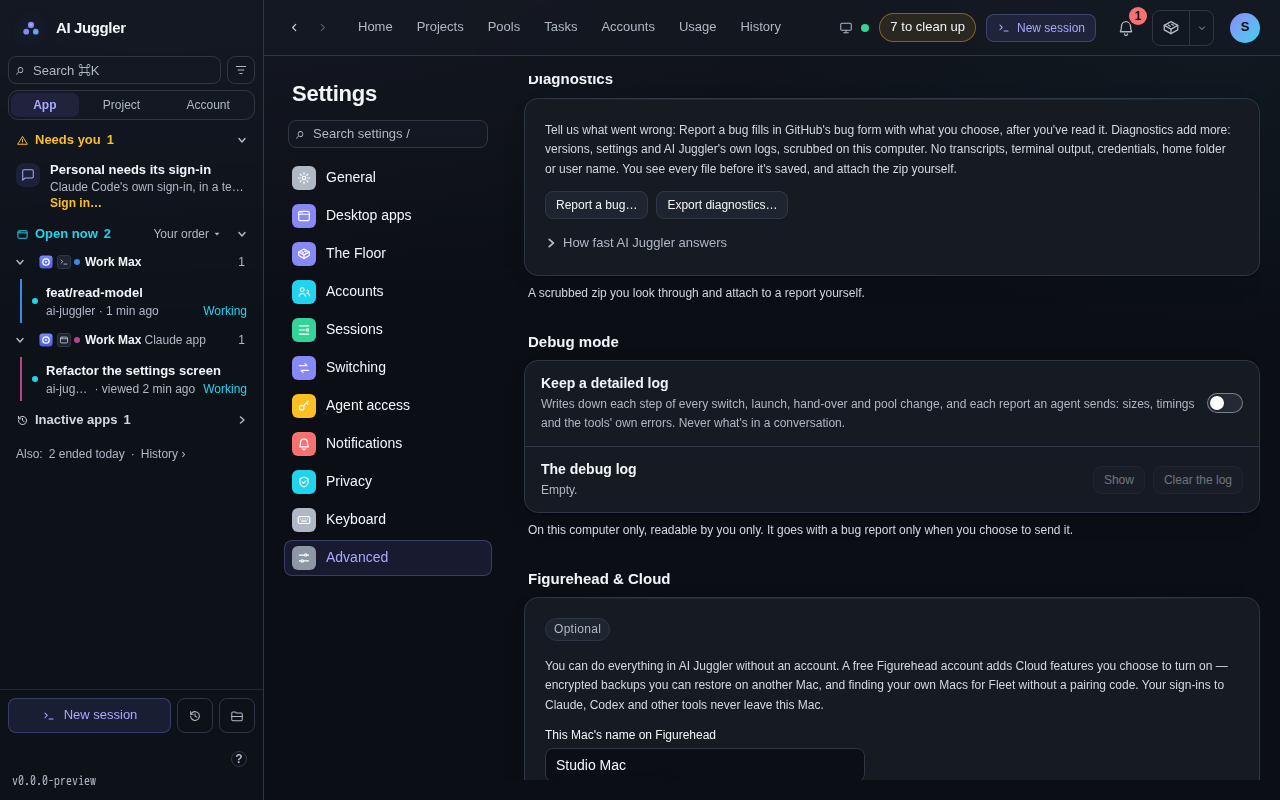 AI Juggler
Search ⌘K
App
Project
Account
Needs you 1
Personal needs its sign-in
Claude Code's own sign-in, in a te…
Sign in…
Open now 2
Your order
Work Max
1
feat/read-model
ai-juggler · 1 min ago
Working
Work Max Claude app
1
Refactor the settings screen
ai-jug… · viewed 2 min ago
Working
Inactive apps 1
Also: 2 ended today · History ›
New session
?
v0.0.0-preview
Home
Projects
Pools
Tasks
Accounts
Usage
History
7 to clean up
New session
1
S
Settings
Search settings /
General
Desktop apps
The Floor
Accounts
Sessions
Switching
Agent access
Notifications
Privacy
Keyboard
Advanced
Diagnostics
Tell us what went wrong: Report a bug fills in GitHub's bug form with what you choose, after you've read it. Diagnostics add more:
versions, settings and AI Juggler's own logs, scrubbed on this computer. No transcripts, terminal output, credentials, home folder
or user name. You see every file before it's saved, and attach the zip yourself.
Report a bug…
Export diagnostics…
How fast AI Juggler answers
A scrubbed zip you look through and attach to a report yourself.
Debug mode
Keep a detailed log
Writes down each step of every switch, launch, hand-over and pool change, and each report an agent sends: sizes, timings
and the tools' own errors. Never what's in a conversation.
The debug log
Empty.
Show
Clear the log
On this computer only, readable by you only. It goes with a bug report only when you choose to send it.
Figurehead & Cloud
Optional
You can do everything in AI Juggler without an account. A free Figurehead account adds Cloud features you choose to turn on —
encrypted backups you can restore on another Mac, and finding your own Macs for Fleet without a pairing code. Your sign-ins to
Claude, Codex and other tools never leave this Mac.
This Mac's name on Figurehead
Studio Mac